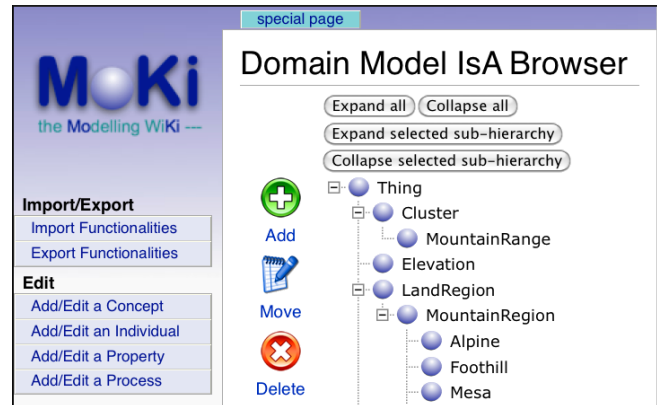 special page
MoKi
the Modelling WiKi ---
Import/Export
Import Functionalities
Export Functionalities
Edit
Add/Edit a Concept
Add/Edit an Individual
Add/Edit a Property
Add/Edit a Process
Domain Model IsA Browser
Expand all Collapse all
Expand selected sub-hierarchy
Collapse selected sub-hierarchy
Add
Move
Delete
Thing
Cluster
MountainRange
Elevation
LandRegion
MountainRegion
Alpine
Foothill
Mesa